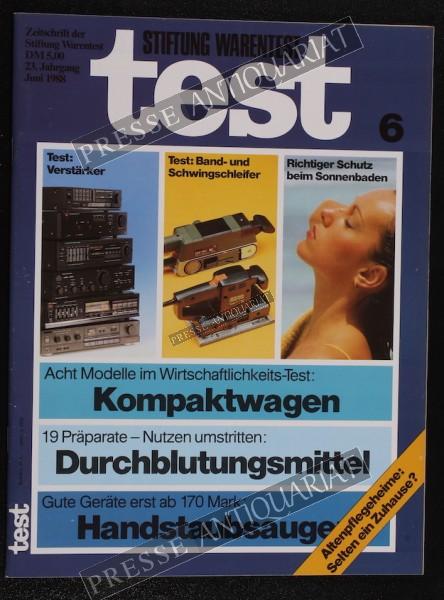 Zeitschrift der
Stiftung Warentest
DM 5,00
23. Jahrgang
Juni 1988
STIFTUNG WARENTEST
test
6
Test:
Verstärker
Test: Band- und
Schwingschleifer
Richtiger Schutz
beim Sonnenbaden
Acht Modelle im Wirtschaftlichkeits-Test:
Kompaktwagen
19 Präparate – Nutzen umstritten:
Durchblutungsmittel
Gute Geräte erst ab 170 Mark
Handstaubsauger
Altenpflegeheime:
Selten ein Zuhause?
test
PRESSE ANTIQUARIAT
PRESSE ANTIQUARIAT
PRESSE ANTIQUARIAT